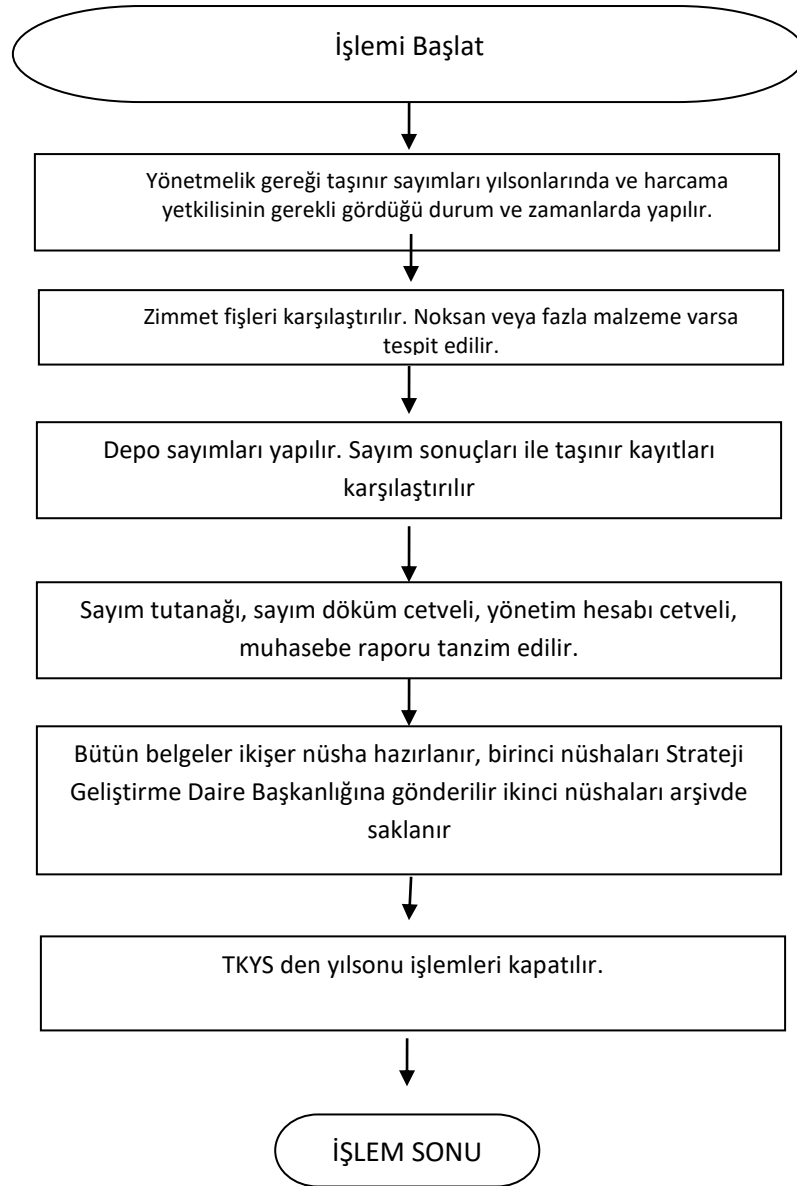 İşlemi Başlat
Yönetmelik gereği taşınır sayımları yılsonlarında ve harcama
yetkilisinin gerekli gördüğü durum ve zamanlarda yapılır.
Zimmet fişleri karşılaştırılır. Noksan veya fazla malzeme varsa
tespit edilir.
Depo sayımları yapılır. Sayım sonuçları ile taşınır kayıtları
karşılaştırılır
Sayım tutanağı, sayım döküm cetveli, yönetim hesabı cetveli,
muhasebe raporu tanzim edilir.
Bütün belgeler ikişer nüsha hazırlanır, birinci nüshaları Strateji
Geliştirme Daire Başkanlığına gönderilir ikinci nüshaları arşivde
saklanır
TKYS den yılsonu işlemleri kapatılır.
İŞLEM SONU